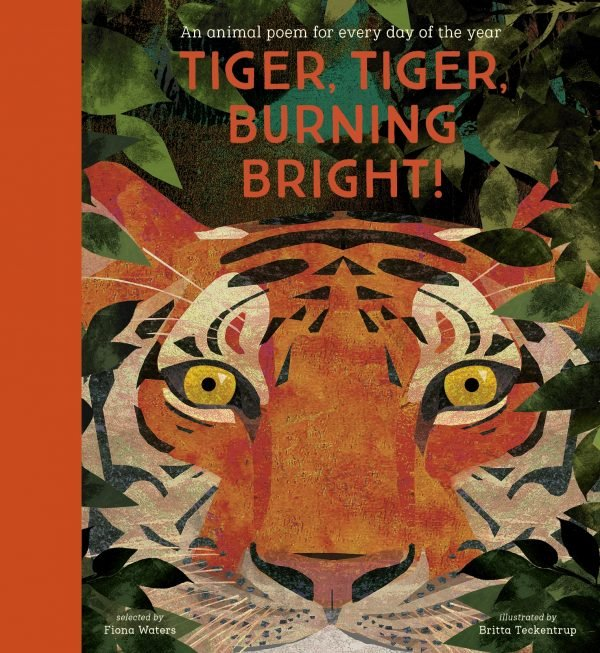 An animal poem for every day of the year
TIGER, TIGER,
BURNING
BRIGHT!
selected by
Fiona Waters
illustrated by
Britta Teckentrup